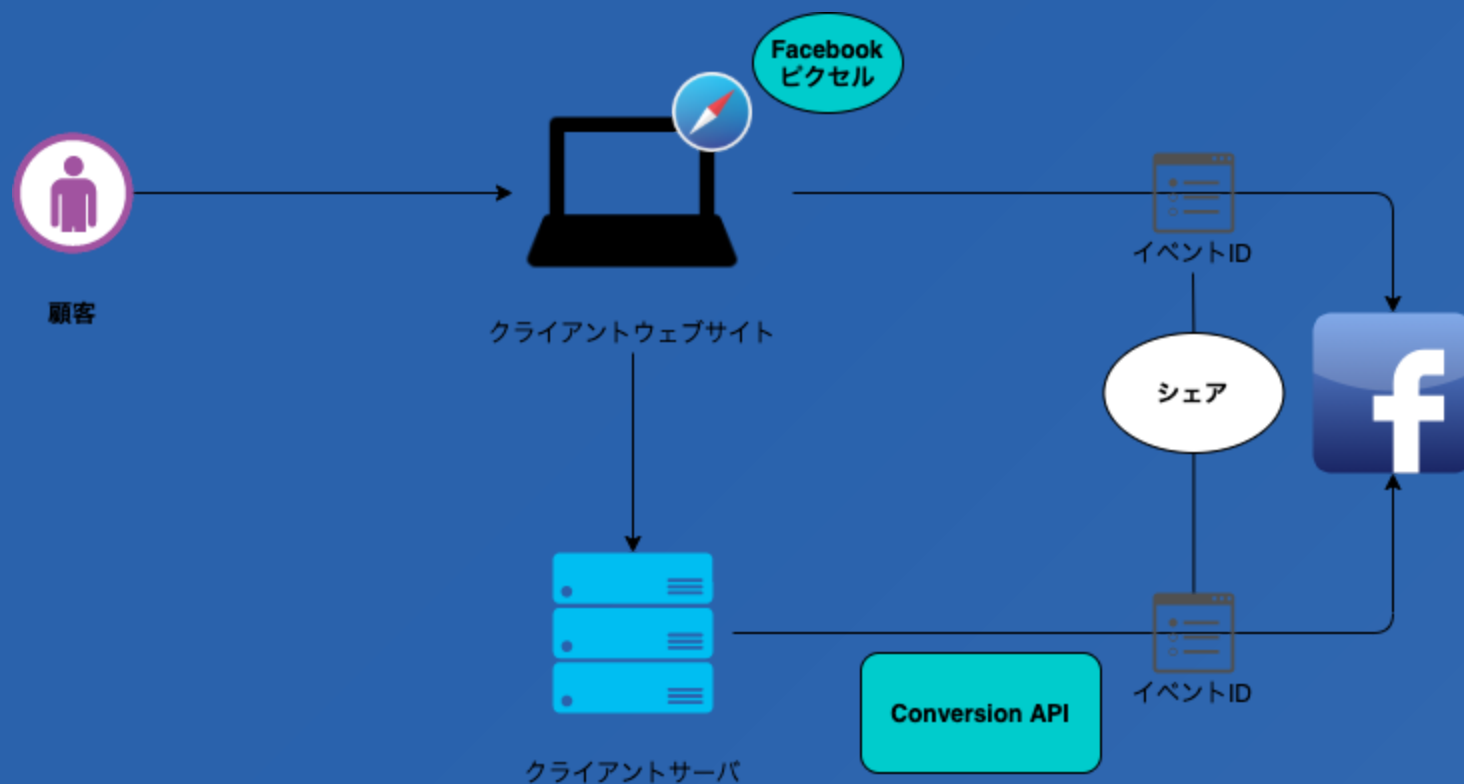 Facebook
ピクセル
イベントID
顧客
クライアントウェブサイト
シェア
f
Conversion API
イベントID
クライアントサーバ